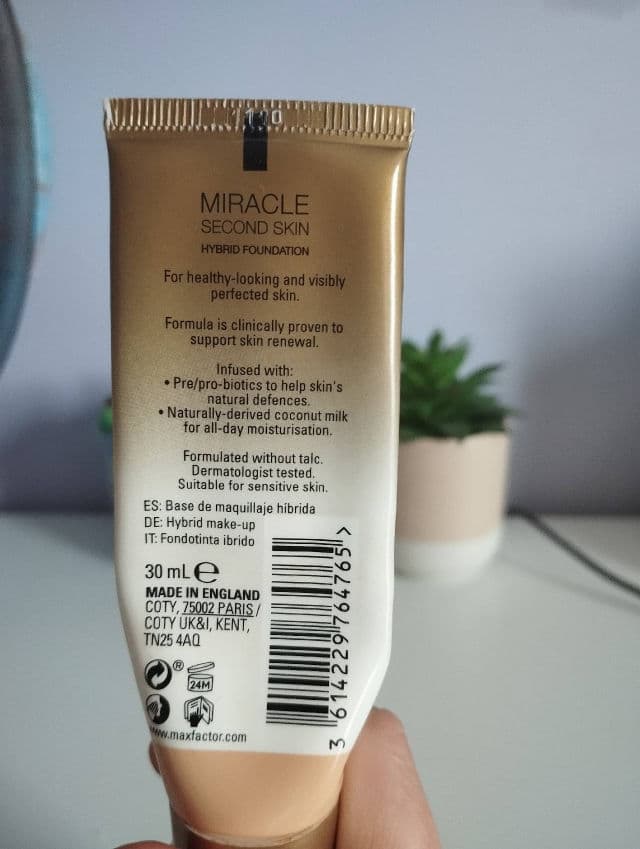 MIRACLE
SECOND SKIN
HYBRID FOUNDATION
For healthy-looking and visibly
perfected skin.
Formula is clinically proven to
support skin renewal.
Infused with:
• Pre/pro-biotics to help skin's
natural defences.
• Naturally-derived coconut milk
for all-day moisturisation.
Formulated without talc.
Dermatologist tested.
Suitable for sensitive skin.
ES: Base de maquillaje híbrida
DE: Hybrid make-up
IT: Fondotinta ibrido
30 mL ℮
MADE IN ENGLAND
COTY, 75002 PARIS /
COTY UK&I, KENT,
TN25 4AQ
®
24M
www.maxfactor.com
3 614229 764765 >